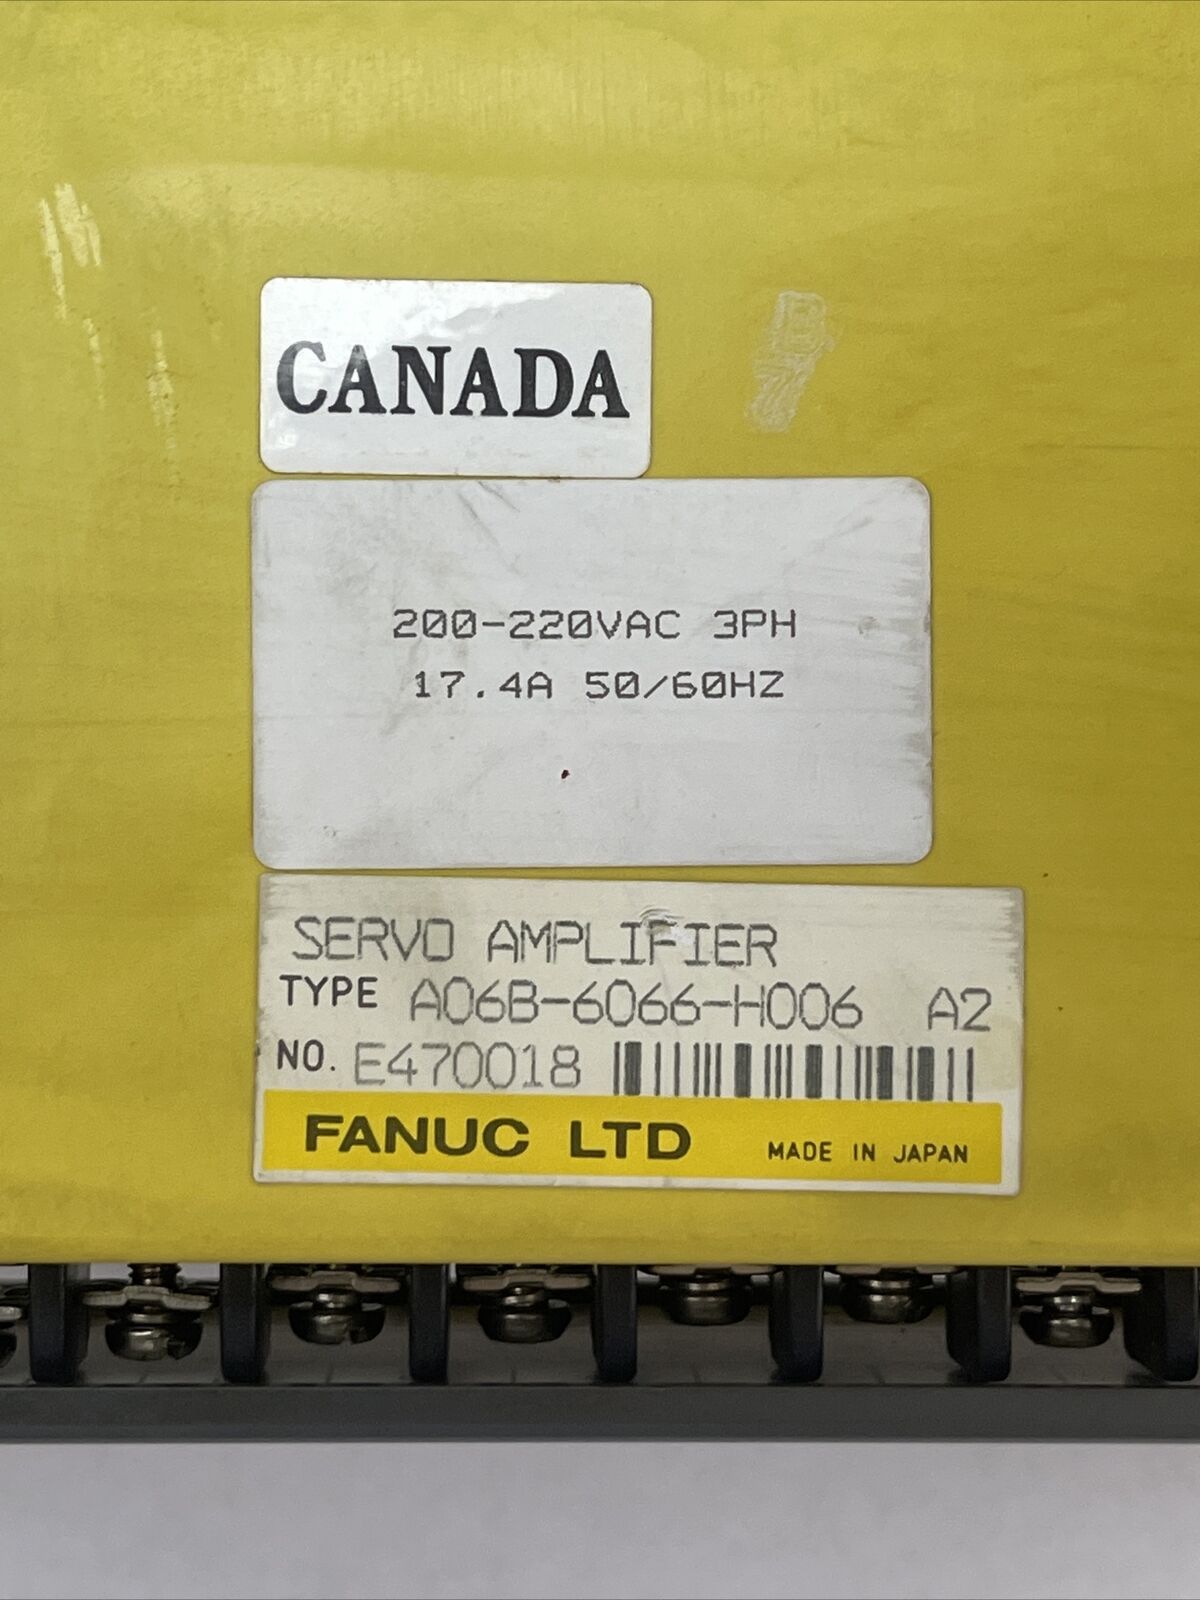 CANADA
200-220VAC 3PH
17.4A 50/60HZ
SERVO AMPLIFIER
TYPE A06B-6066-H006 A2
NO. E470018
FANUC LTD MADE IN JAPAN